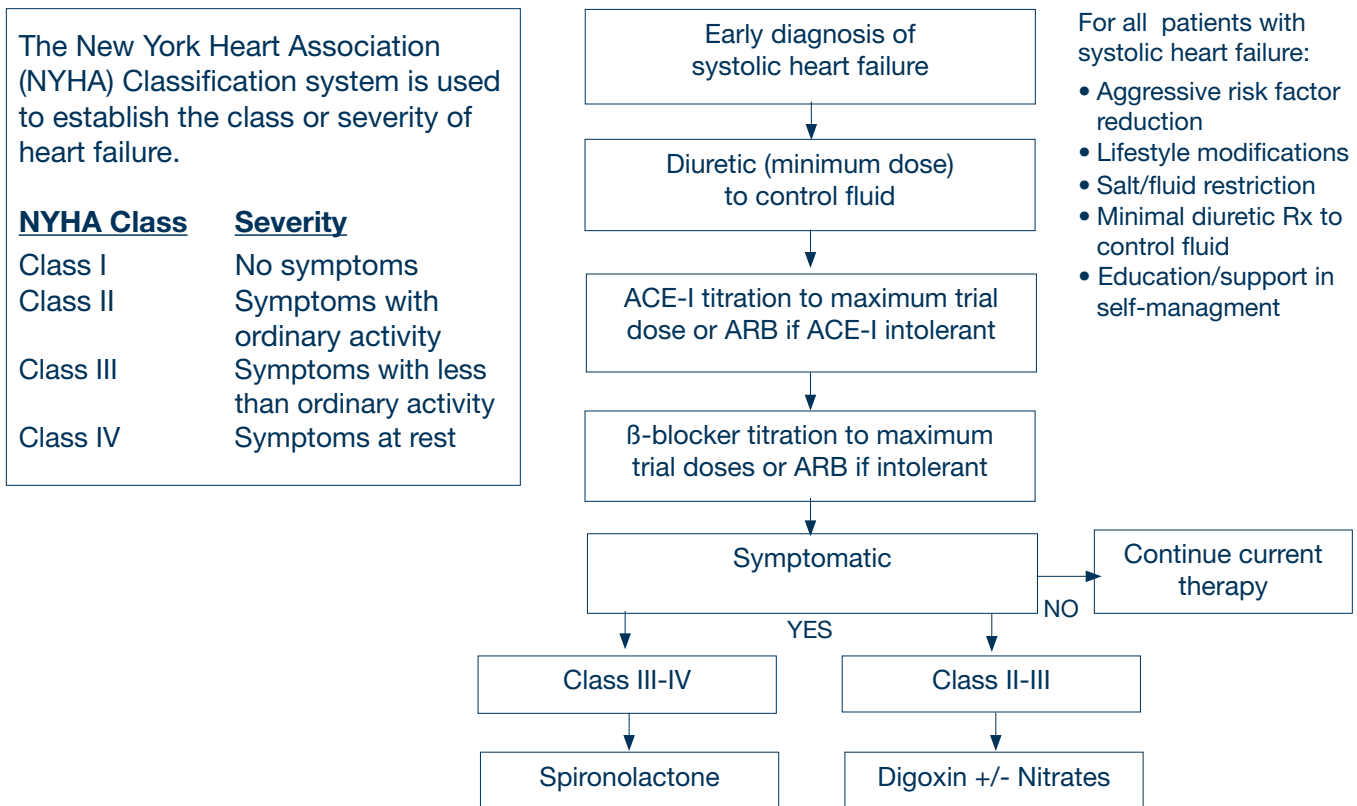 The New York Heart Association
(NYHA) Classification system is used
to establish the class or severity of
heart failure.
NYHA Class Severity
Class I No symptoms
Class II Symptoms with
ordinary activity
Class III Symptoms with less
than ordinary activity
Class IV Symptoms at rest
Early diagnosis of
systolic heart failure
Diuretic (minimum dose)
to control fluid
ACE-I titration to maximum trial
dose or ARB if ACE-I intolerant
ß-blocker titration to maximum
trial doses or ARB if intolerant
Symptomatic
NO
Continue current
therapy
YES
Class III-IV
Class II-III
Spironolactone
Digoxin +/- Nitrates
For all patients with
systolic heart failure:
• Aggressive risk factor
reduction
• Lifestyle modifications
• Salt/fluid restriction
• Minimal diuretic Rx to
control fluid
• Education/support in
self-managment